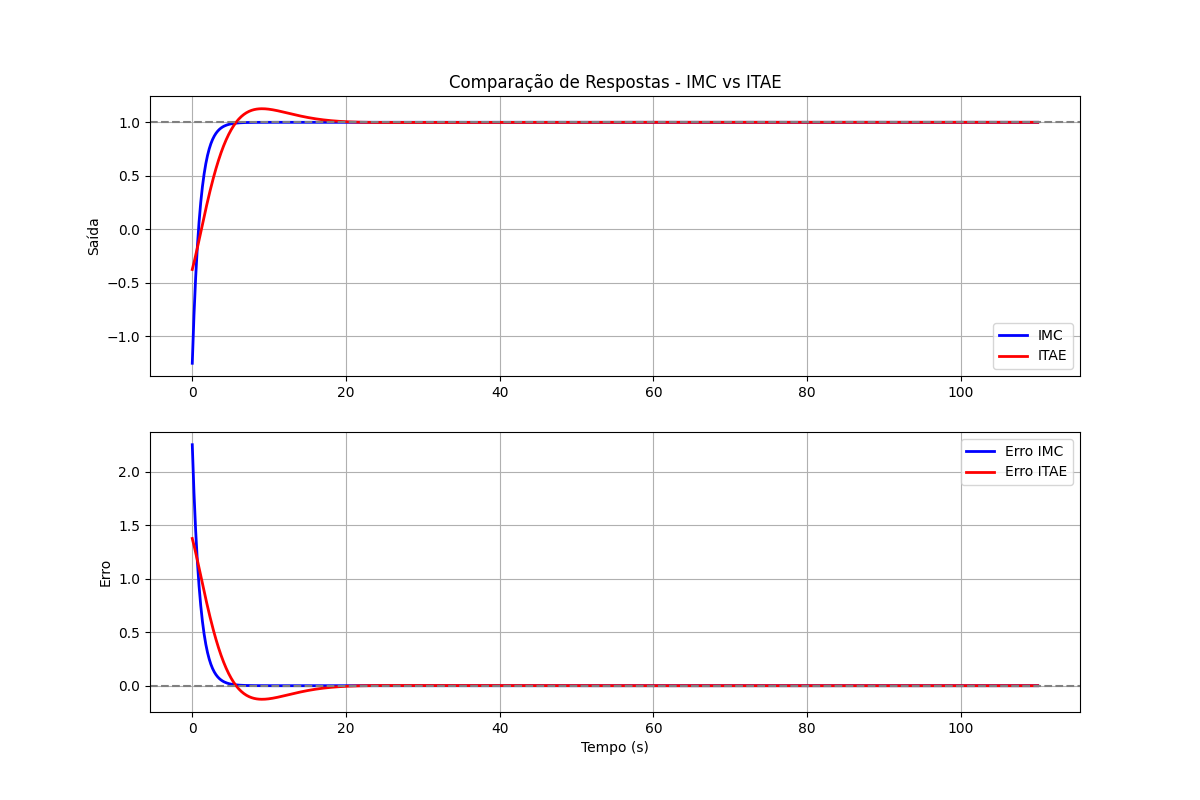 Comparação de Respostas - IMC vs ITAE
1.0
0.5
0.0
−0.5
−1.0
Saída
IMC
ITAE
0 20 40 60 80 100
2.0
1.5
1.0
0.5
0.0
Erro
Erro IMC
Erro ITAE
0 20 40 60 80 100
Tempo (s)